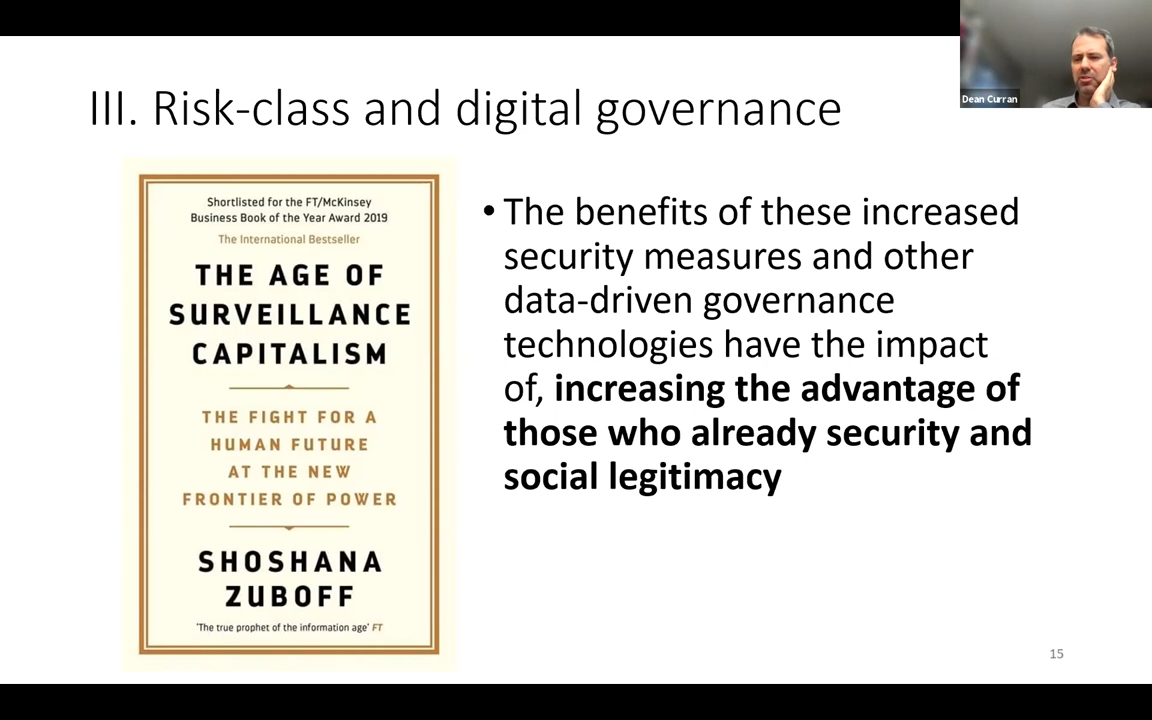 Dean Curran
III. Risk-class and digital governance
Shortlisted for the FT/McKinsey
Business Book of the Year Award 2019
The International Bestseller
THE AGE OF
SURVEILLANCE
CAPITALISM
THE FIGHT FOR A
HUMAN FUTURE
AT THE NEW
FRONTIER OF POWER
SHOSHANA
ZUBOFF
'The true prophet of the information age' FT
• The benefits of these increased
security measures and other
data-driven governance
technologies have the impact
of, increasing the advantage of
those who already security and
social legitimacy
15